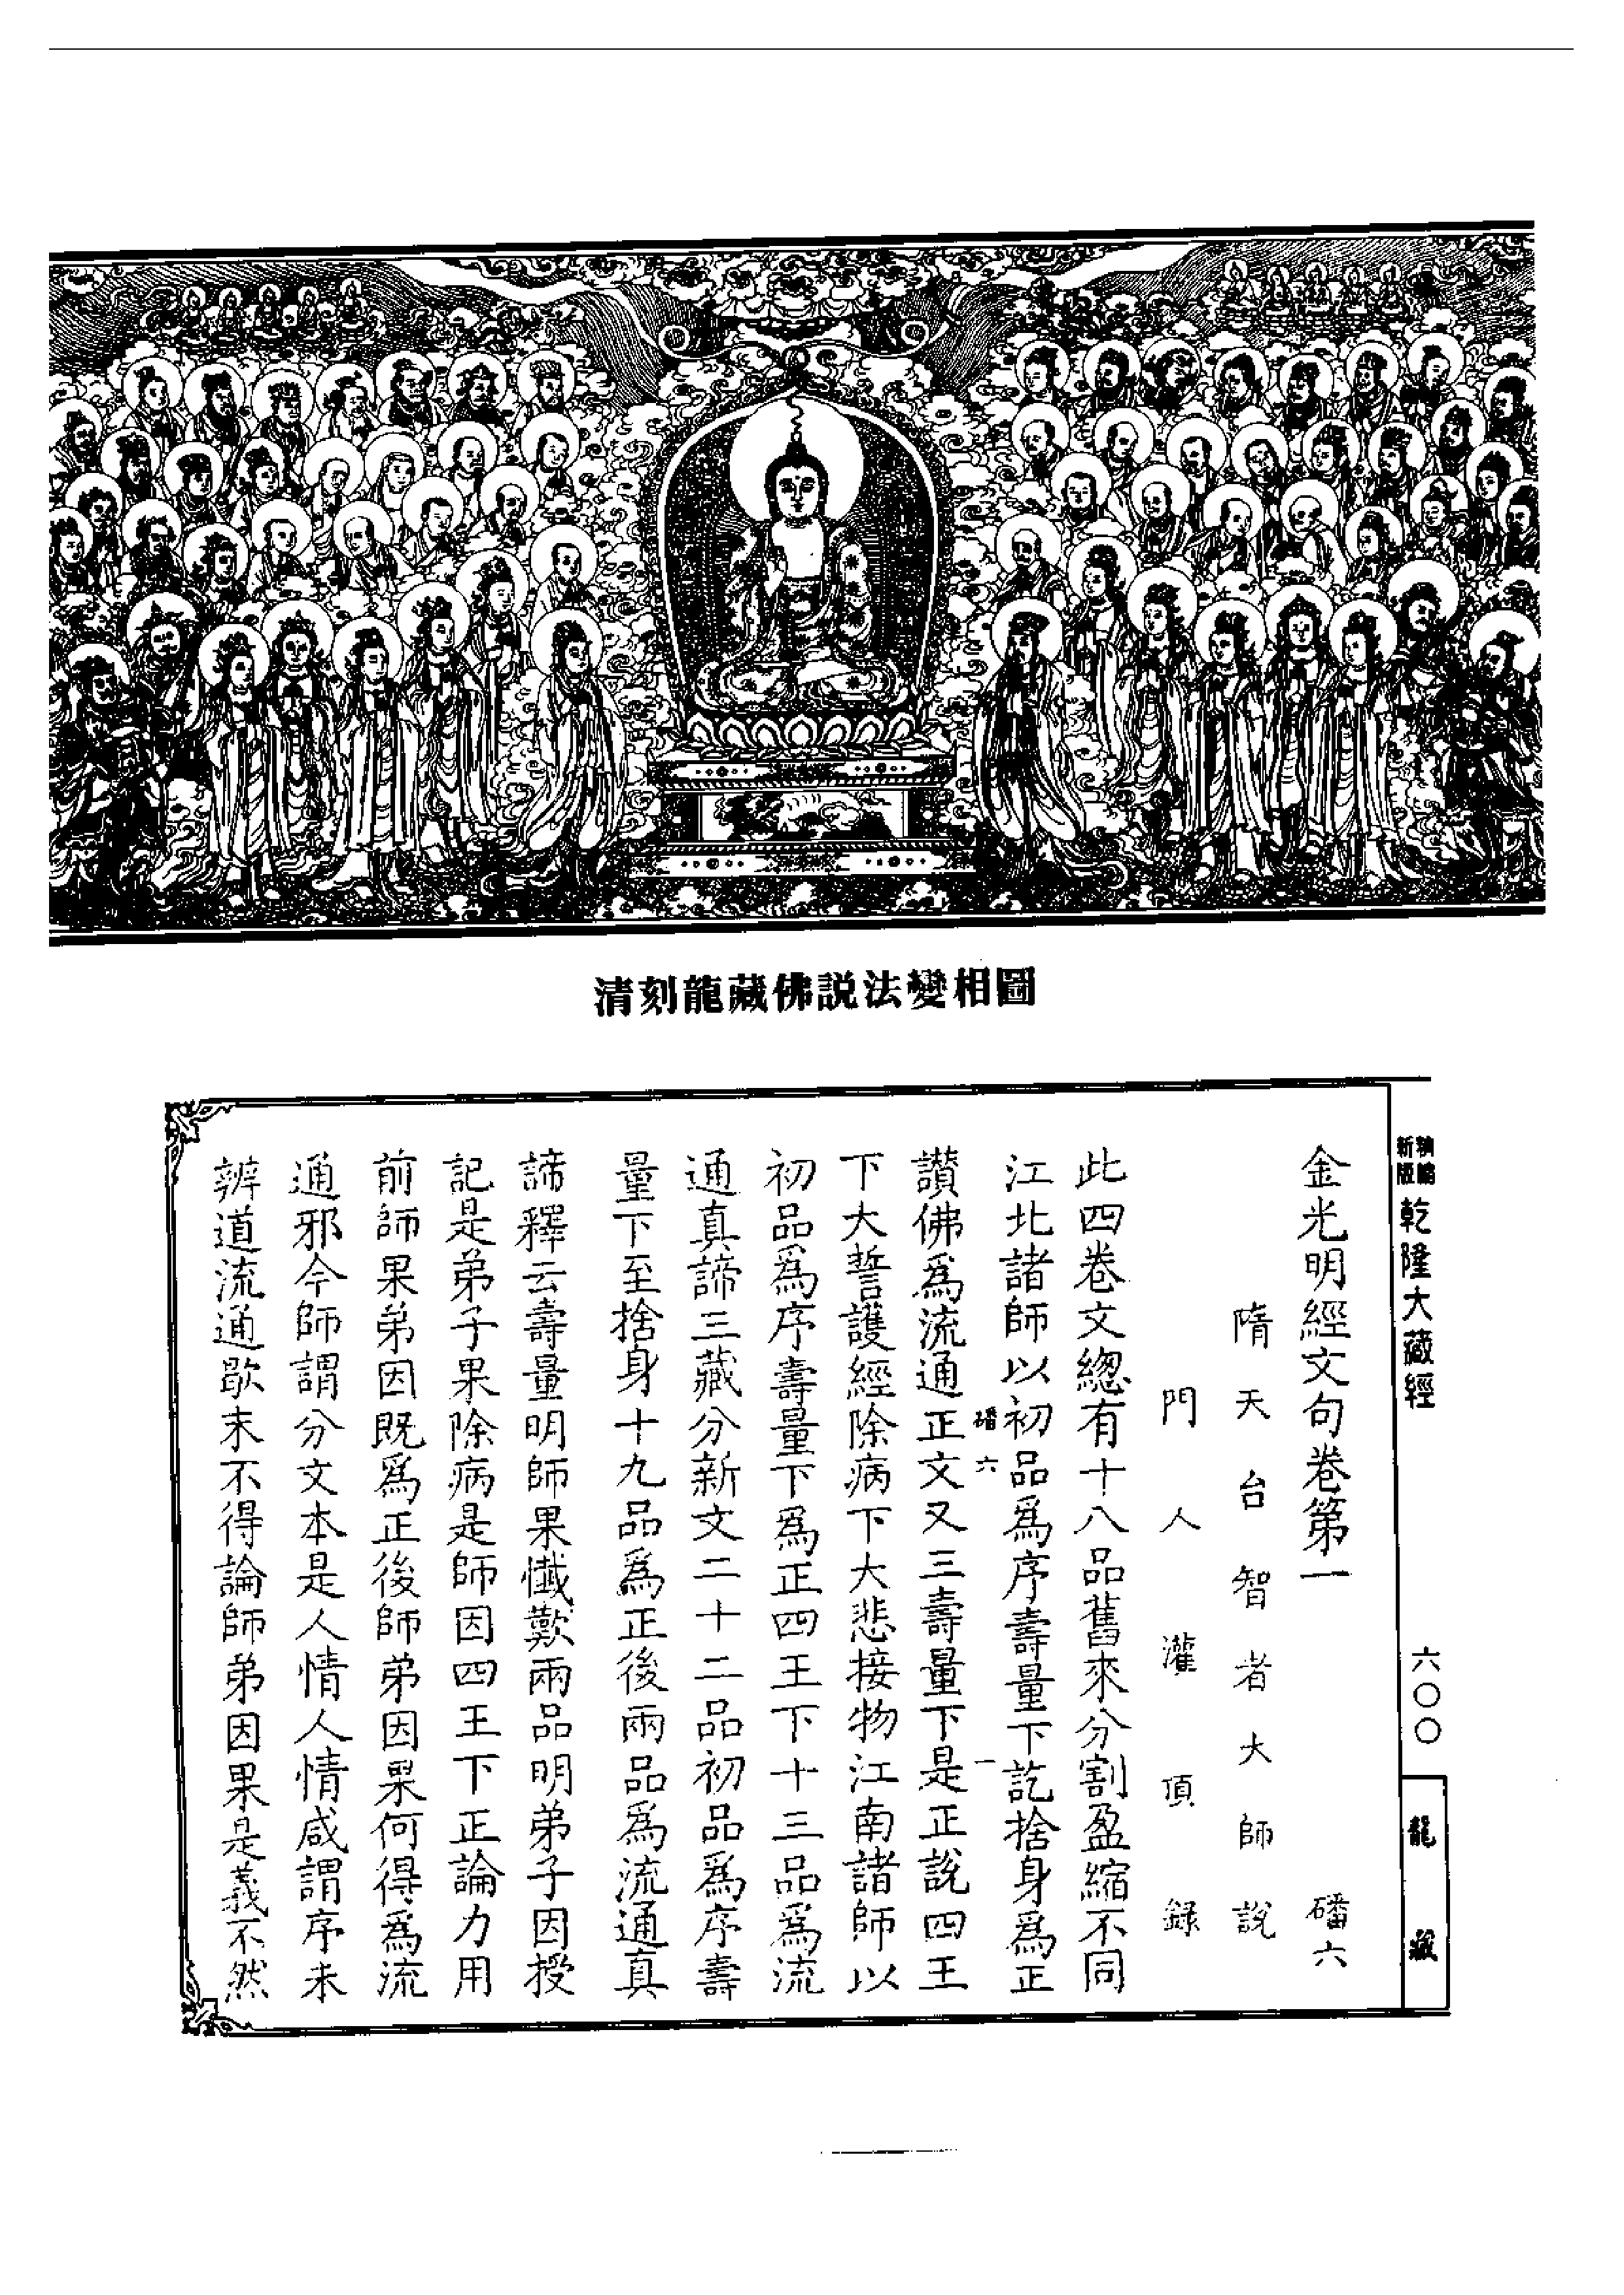 清刻龍藏佛説法變相圖
新版
精編
乾隆大藏經
六〇〇
龍藏
金光明經文句卷第一
磻六
隋天台智者大師說
門人灌頂録
此四卷文緫有十八品舊來分割盈縮不同
江北諸師以初品爲序壽量下訖捨身爲正
磻六
一
讃佛爲流通正文又三壽量下是正說四王
下大誓護經除病下大悲接物江南諸師以
初品爲序壽量下爲正四王下十三品爲流
通真諦三藏分新文二十二品初品爲序壽
量下至捨身十九品爲正後兩品爲流通真
諦釋云壽量明師果懺歎兩品明弟子因授
記是弟子果除病是師因四王下正論力用
前師果弟因既爲正後師弟因果何得爲流
通邪今師謂分文本是人情人情咸謂序未
辨道流通歇末不得論師弟因果是義不然